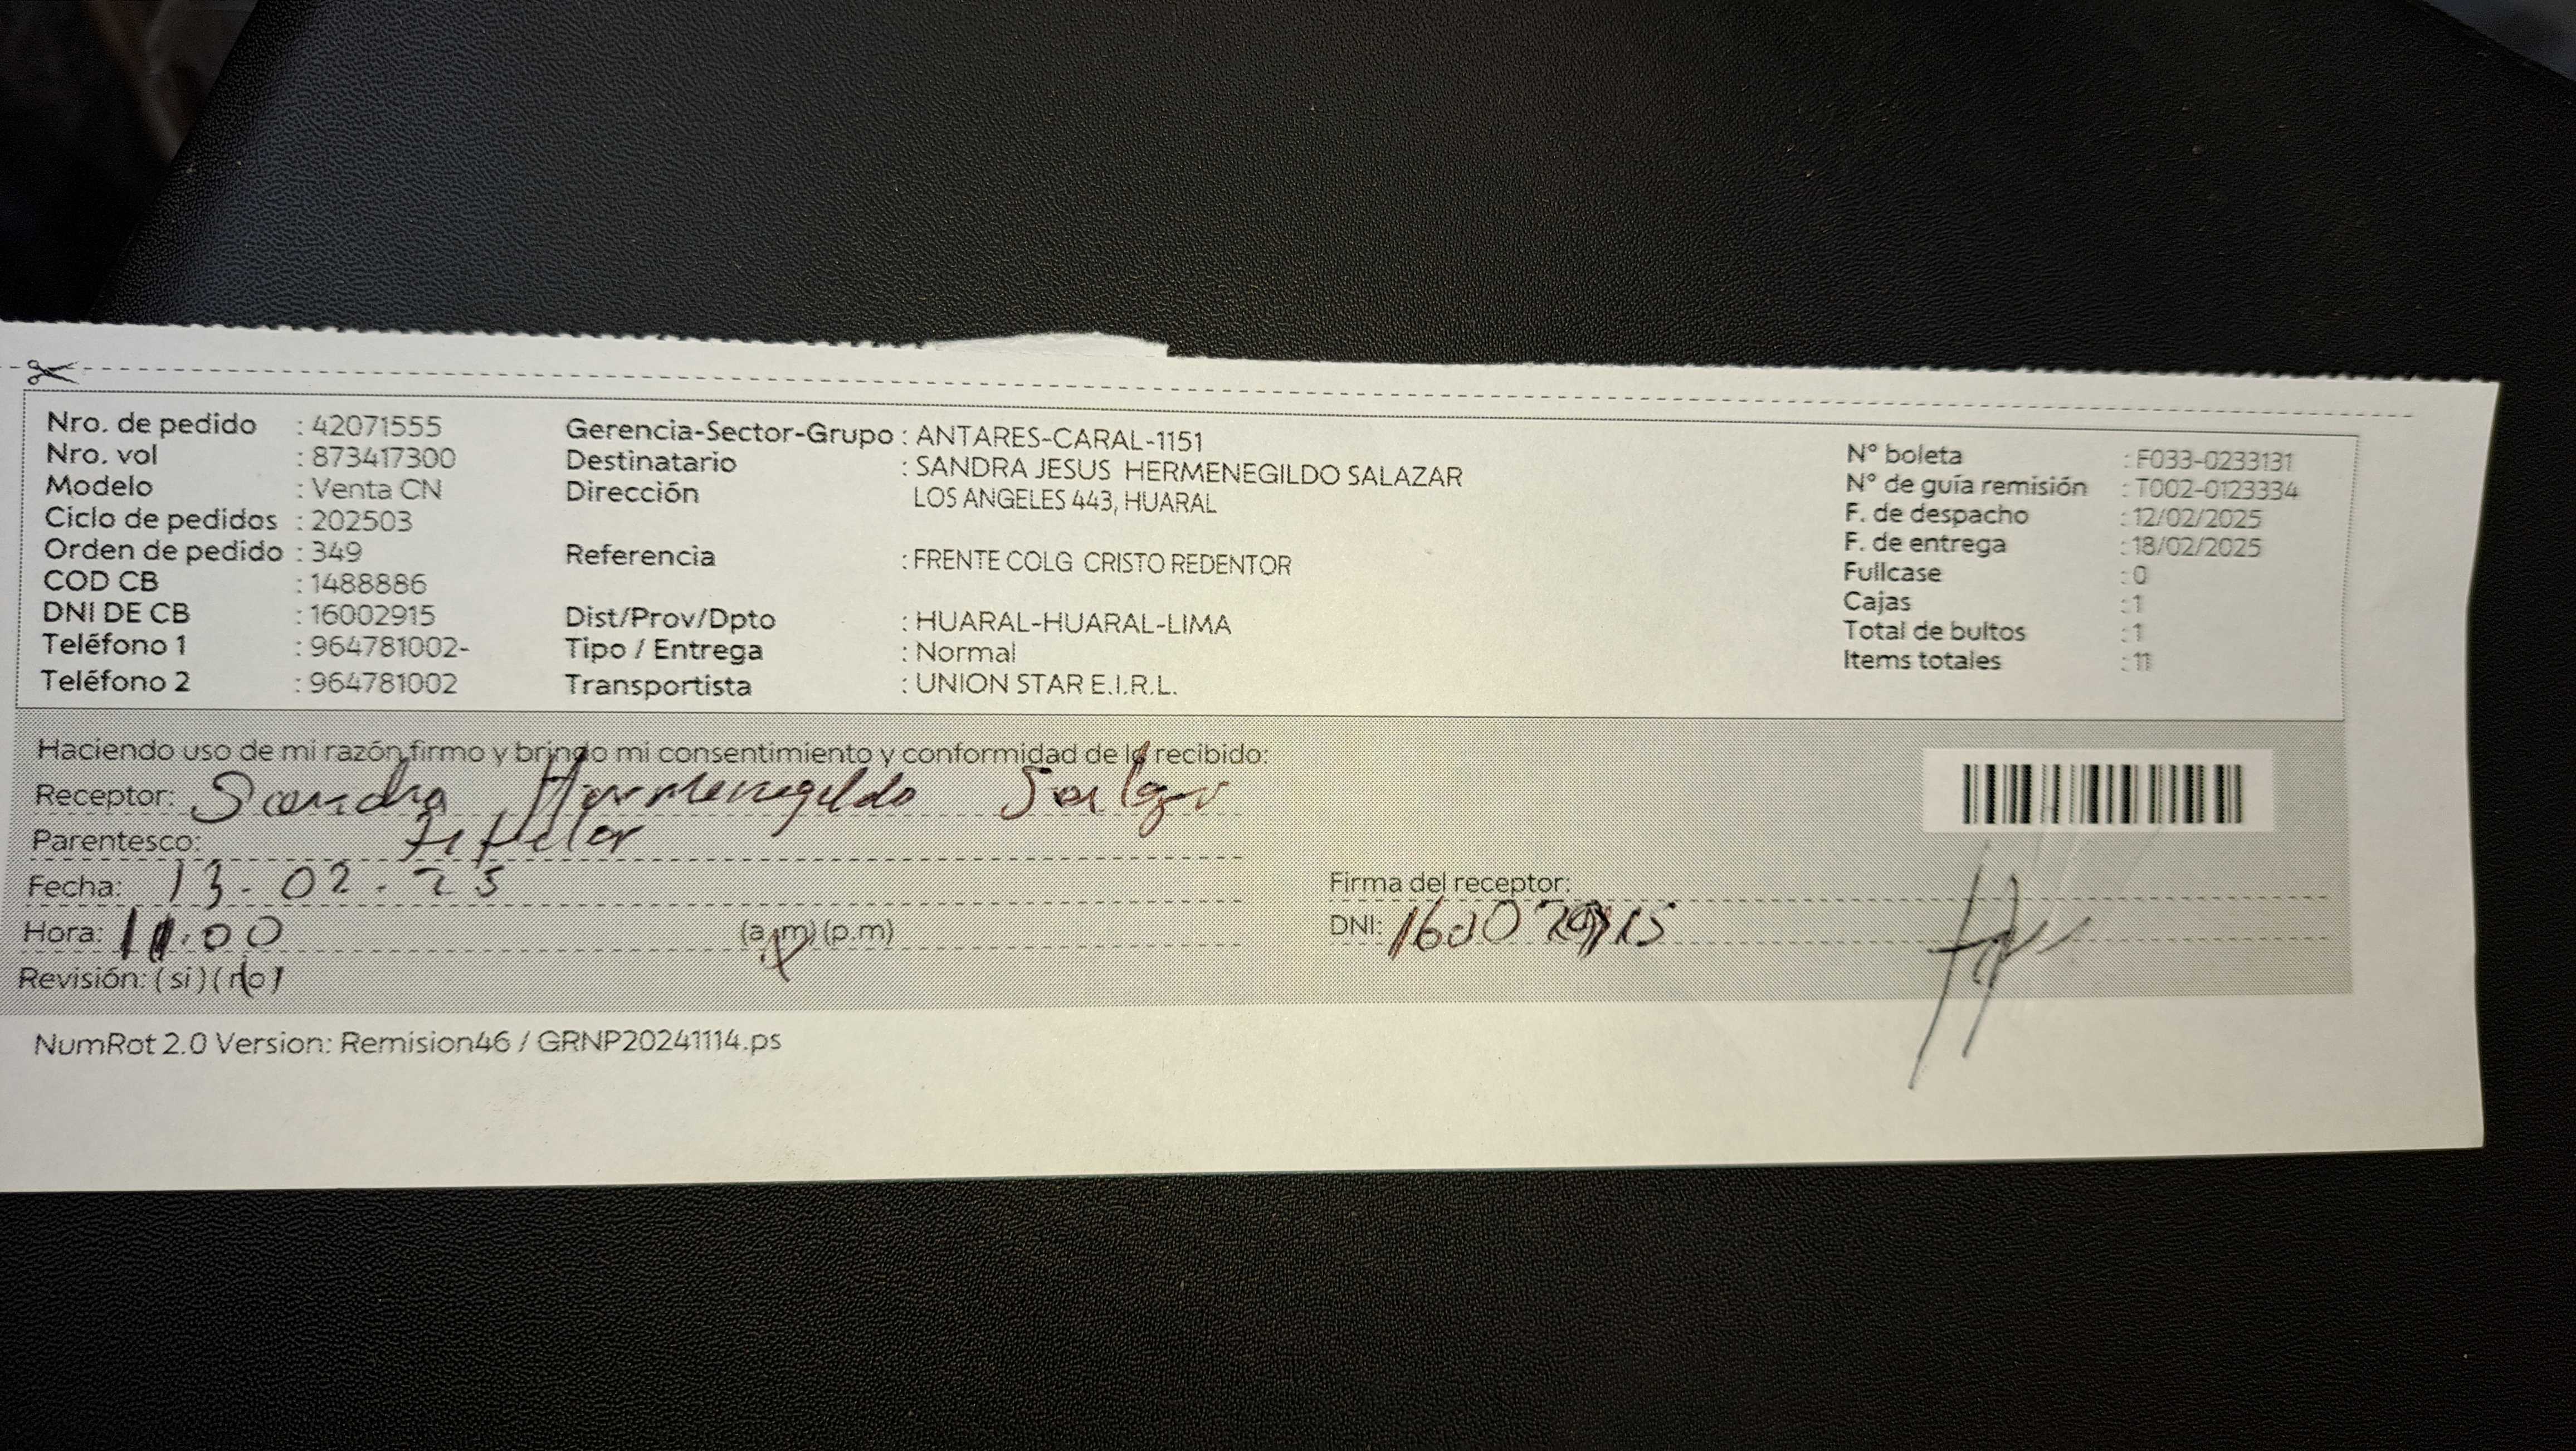 Nro. de pedido : 42071555
Nro. vol : 873417300
Modelo : Venta CN
Ciclo de pedidos : 202503
Orden de pedido : 349
COD CB : 1488886
DNI DE CB : 16002915
Teléfono 1 : 964781002-
Teléfono 2 : 964781002
Gerencia-Sector-Grupo : ANTARES-CARAL-1151
Destinatario : SANDRA JESUS HERMENEGILDO SALAZAR
Dirección LOS ANGELES 443, HUARAL
Referencia : FRENTE COLG CRISTO REDENTOR
Dist/Prov/Dpto : HUARAL-HUARAL-LIMA
Tipo / Entrega : Normal
Transportista : UNION STAR E.I.R.L.
N° boleta : F033-0233131
N° de guía remisión : T002-0123334
F. de despacho : 12/02/2025
F. de entrega : 18/02/2025
Fullcase : 0
Cajas : 1
Total de bultos : 1
Items totales : 11
Haciendo uso de mi razón firmo y brindo mi consentimiento y conformidad de lo recibido:
Receptor: Sandra Hermenegildo
Parentesco:
Fecha: 13-02-25
Hora: 11:00 (a.m) (p.m)
Revisión: (si) (no)
Firma del receptor:
DNI:
NumRot 2.0 Version: Remision46 / GRNP20241114.ps